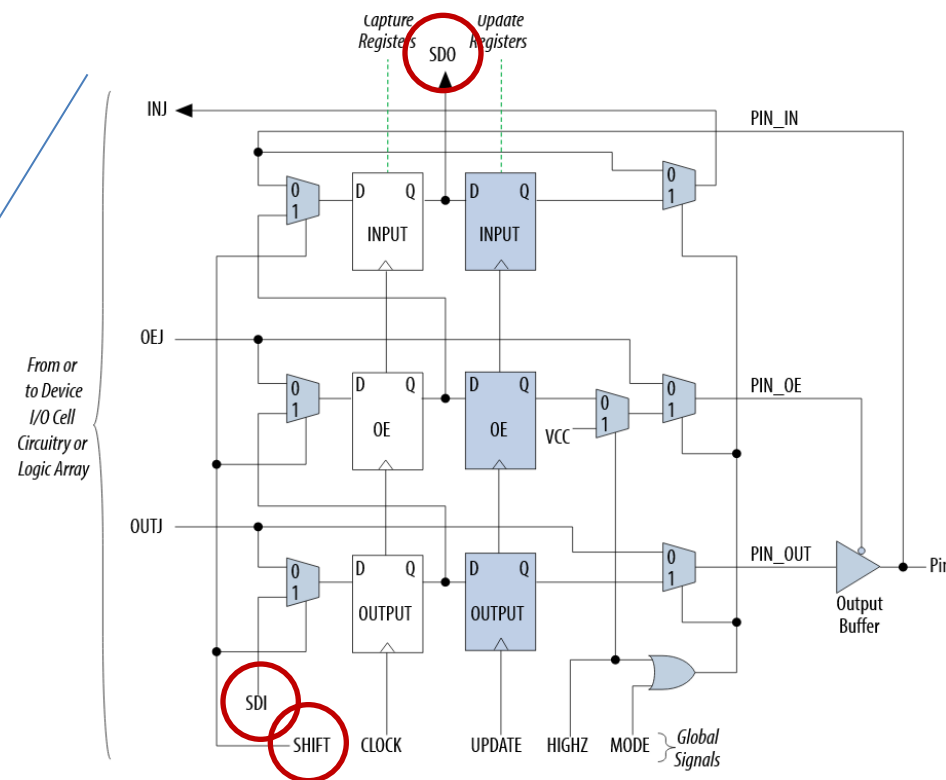 Capture
Registers
Update
Registers
SDO
INJ
PIN_IN
0
1
D Q
INPUT
D Q
INPUT
0
1
OEJ
From or
to Device
I/O Cell
Circuitry or
Logic Array
0
1
D Q
OE
D Q
OE
0
1
VCC
0
1
PIN_OE
OUTJ
0
1
D Q
OUTPUT
D Q
OUTPUT
0
1
PIN_OUT
Pin
Output
Buffer
SDI
SHIFT
CLOCK
UPDATE
HIGHZ
MODE
Global
Signals